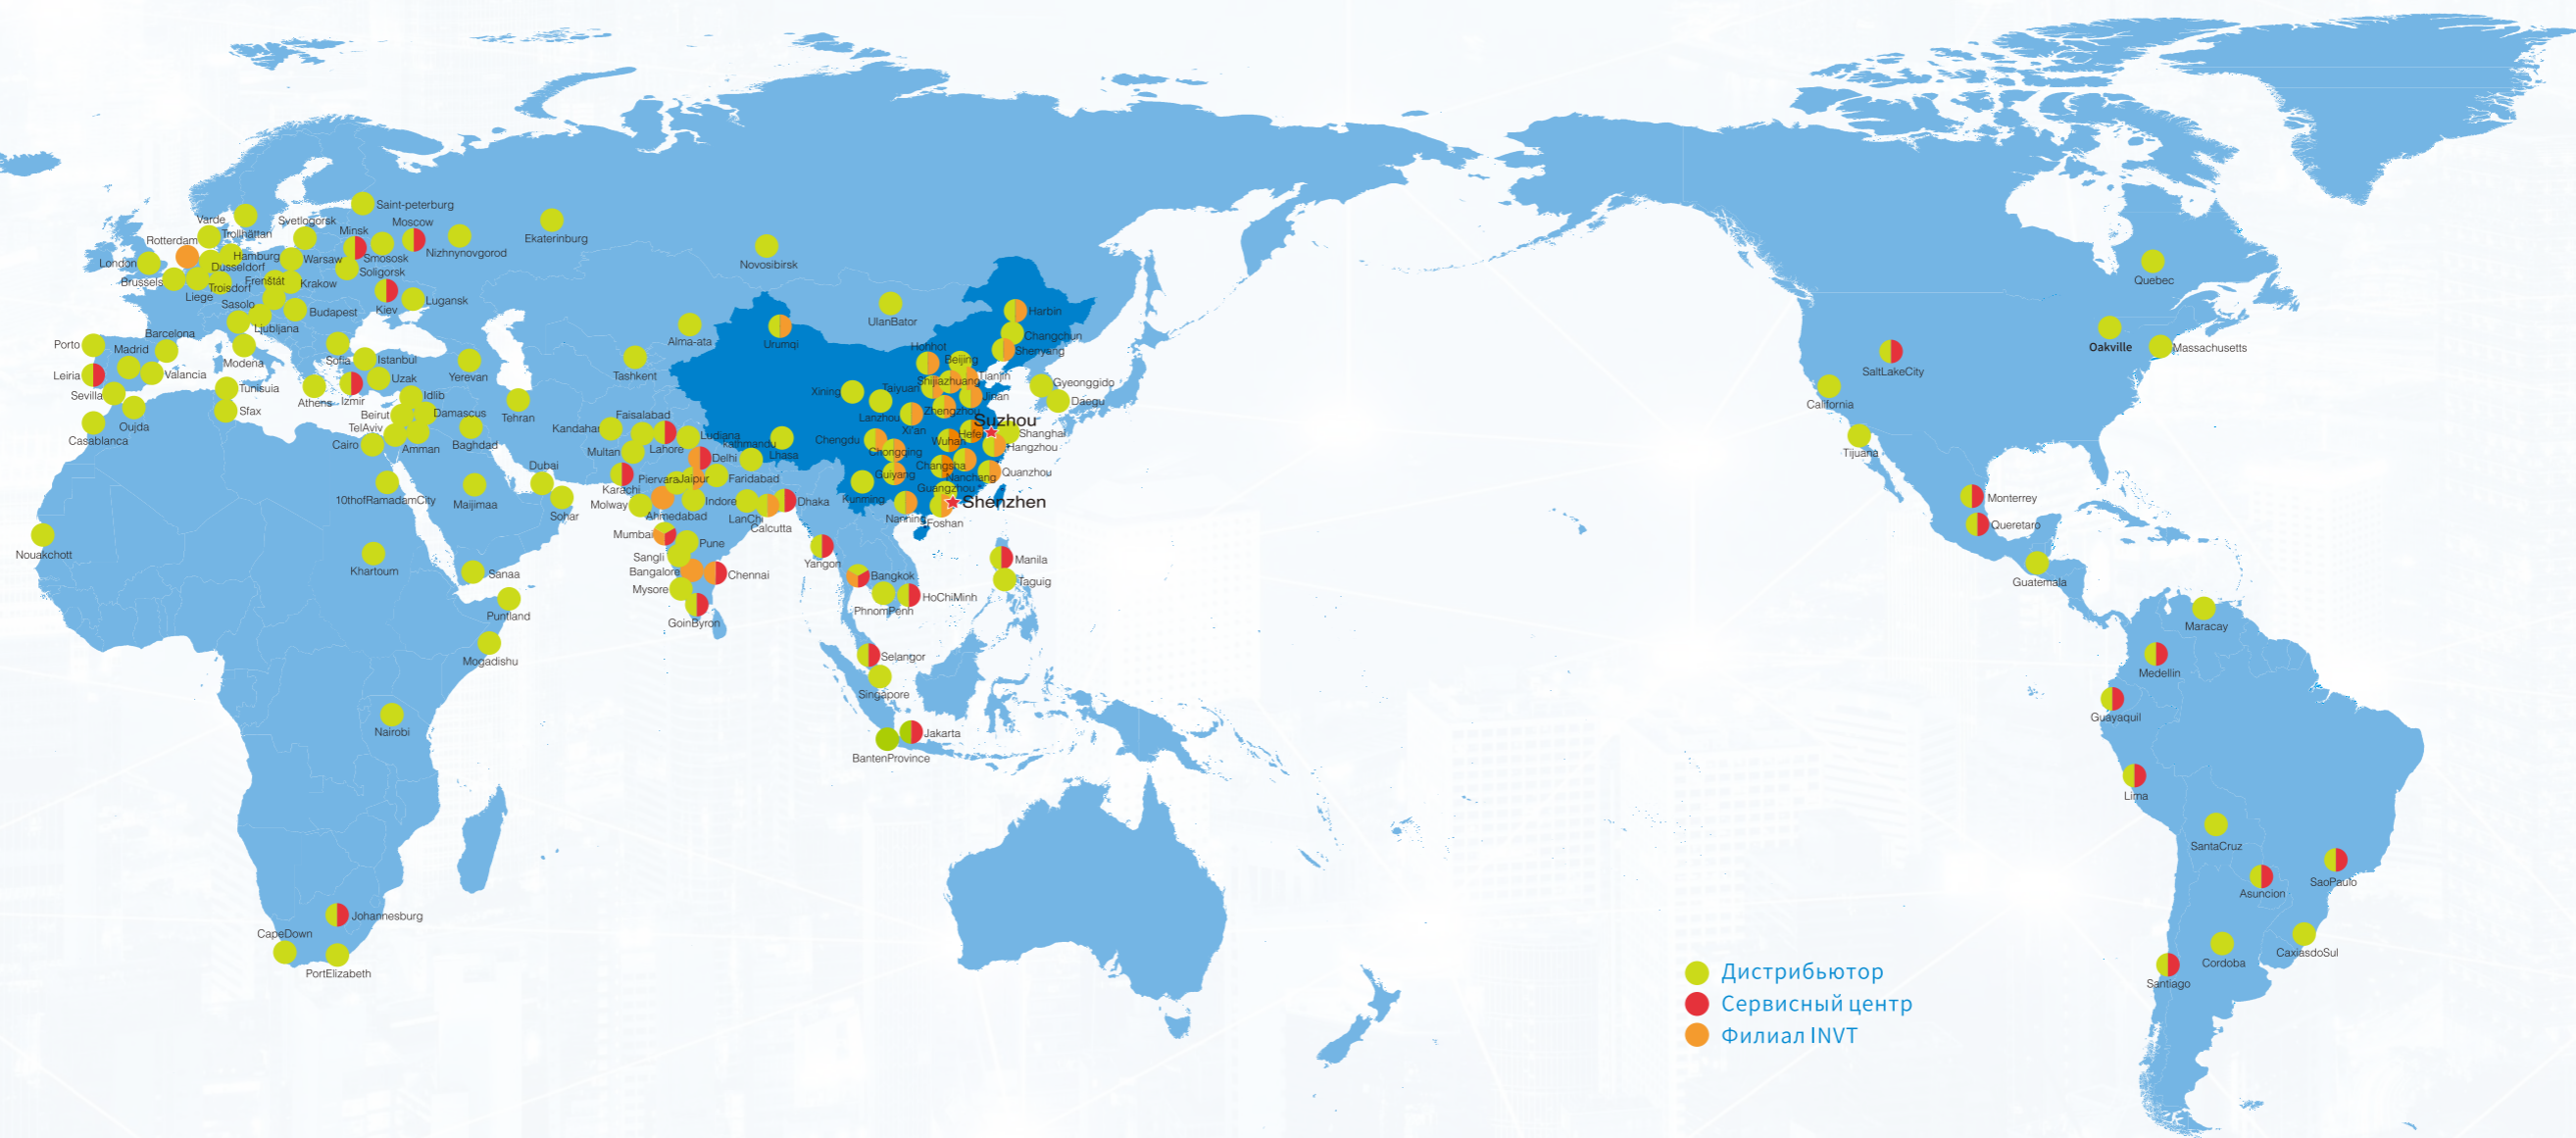 Saint-peterburg
Varde
Trollhättan
Svetlogorsk
Moscow
Minsk
Rotterdam
Smososk
Nizhnynovgorod
Ekaterinburg
Novosibirsk
London
Hamburg
Warsaw
Dusseldorf
Soligorsk
Brussels
Liege
Troisdorf
Frenštát
Krakow
Sasolo
Kiev
Lugansk
Budapest
Ljubljana
Barcelona
Porto
Madrid
Modena
Sofia
Istanbul
Leiria
Valancia
Tunisuia
Uzak
Yerevan
Sevilla
Athens
Izmir
Idlib
Sfax
Oujda
Casablanca
Beirut
Damascus
TelAviv
Cairo
Amman
Baghdad
Tehran
Tashkent
Alma-ata
Urumqi
UlanBator
Harbin
Changchun
Shenyang
Hohhot
Beijing
Tianjin
Shijiazhuang
Gyeonggido
Xining
Taiyuan
Jinan
Daegu
Lanzhou
Zhengzhou
Xi'an
Suzhou
Hefei
Shanghai
Chengdu
Wuhan
Hangzhou
Chongqing
Changsha
Guiyang
Nanchang
Quanzhou
Kunming
Guangzhou
Shenzhen
Nanning
Foshan
Lhasa
Kathmandu
Faisalabad
Kandahar
Ludiana
Multan
Lahore
Delhi
Karachi
Piervara
Jaipur
Faridabad
Molway
Ahmedabad
Indore
LanChi
Calcutta
Dhaka
Mumbai
Pune
Sangli
Bangalore
Chennai
Mysore
GoinByron
Dubai
Sohar
10thofRamadamCity
Maijimaa
Nouakchott
Khartoum
Sanaa
Puntland
Mogadishu
Nairobi
Johannesburg
CapeDown
PortElizabeth
Yangon
Bangkok
PhnomPenh
HoChiMinh
Manila
Taguig
Selangor
Singapore
Jakarta
BantenProvince
Quebec
Oakville
Massachusetts
SaltLakeCity
California
Tijuana
Monterrey
Queretaro
Guatemala
Maracay
Medellin
Guayaquil
Lima
SantaCruz
SaoPaulo
Asuncion
CaxiasdoSul
Cordoba
Santiago
Дистрибьютор
Сервисный центр
Филиал INVT